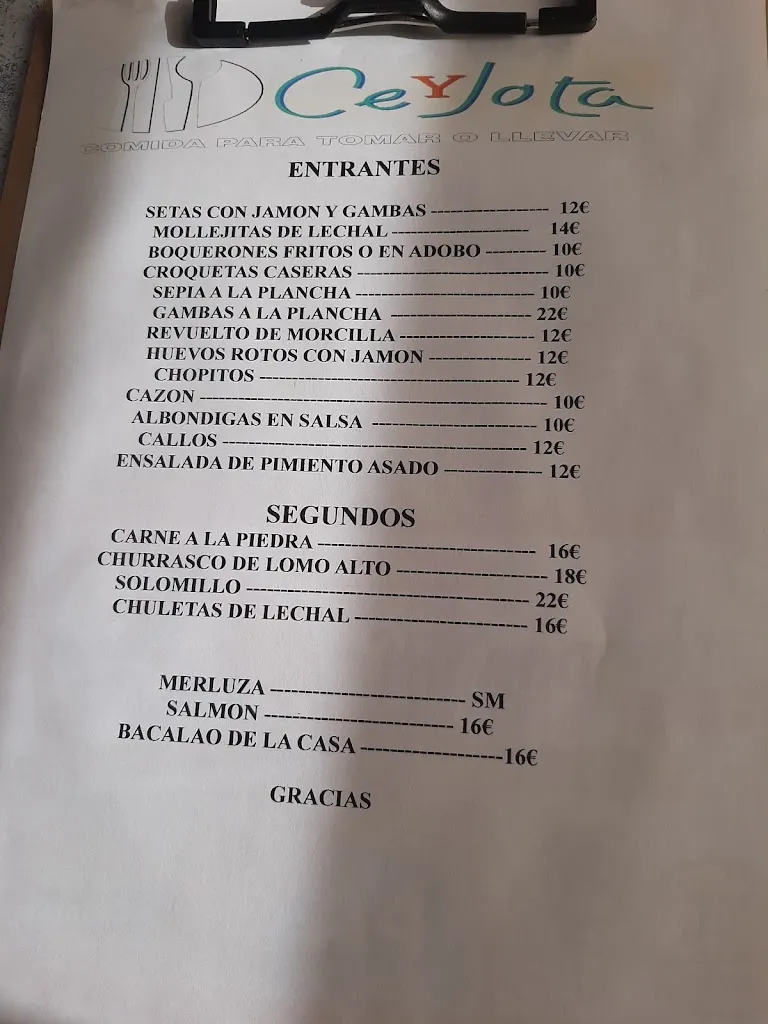 Ce Y Jota
COMIDA PARA TOMAR O LLEVAR
ENTRANTES
SETAS CON JAMON Y GAMBAS ------------------- 12€
MOLLEJITAS DE LECHAL ---------------------- 14€
BOQUERONES FRITOS O EN ADOBO --------- 10€
CROQUETAS CASERAS ----------------------------- 10€
SEPIA A LA PLANCHA --------------------------- 10€
GAMBAS A LA PLANCHA ---------------------- 22€
REVUELTO DE MORCILLA --------------------- 12€
HUEVOS ROTOS CON JAMON ---------------- 12€
CHOPITOS ---------------------------------------- 12€
CAZON ------------------------------------------------------ 10€
ALBONDIGAS EN SALSA -------------------------- 10€
CALLOS ----------------------------------------------- 12€
ENSALADA DE PIMIENTO ASADO --------------- 12€
SEGUNDOS
CARNE A LA PIEDRA --------------------------------- 16€
CHURRASCO DE LOMO ALTO ---------------------- 18€
SOLOMILLO ------------------------------------------ 22€
CHULETAS DE LECHAL -------------------------- 16€
MERLUZA ---------------------------- SM
SALMON --------------------------- 16€
BACALAO DE LA CASA --------------------16€
GRACIAS